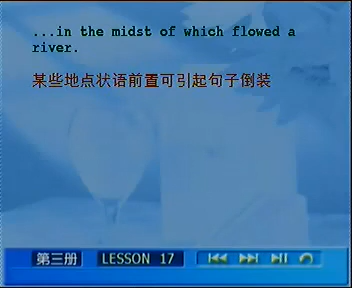 ...in the midst of which flowed a
river.
某些地点状语前置可引起句子倒装
第三册 LESSON 17